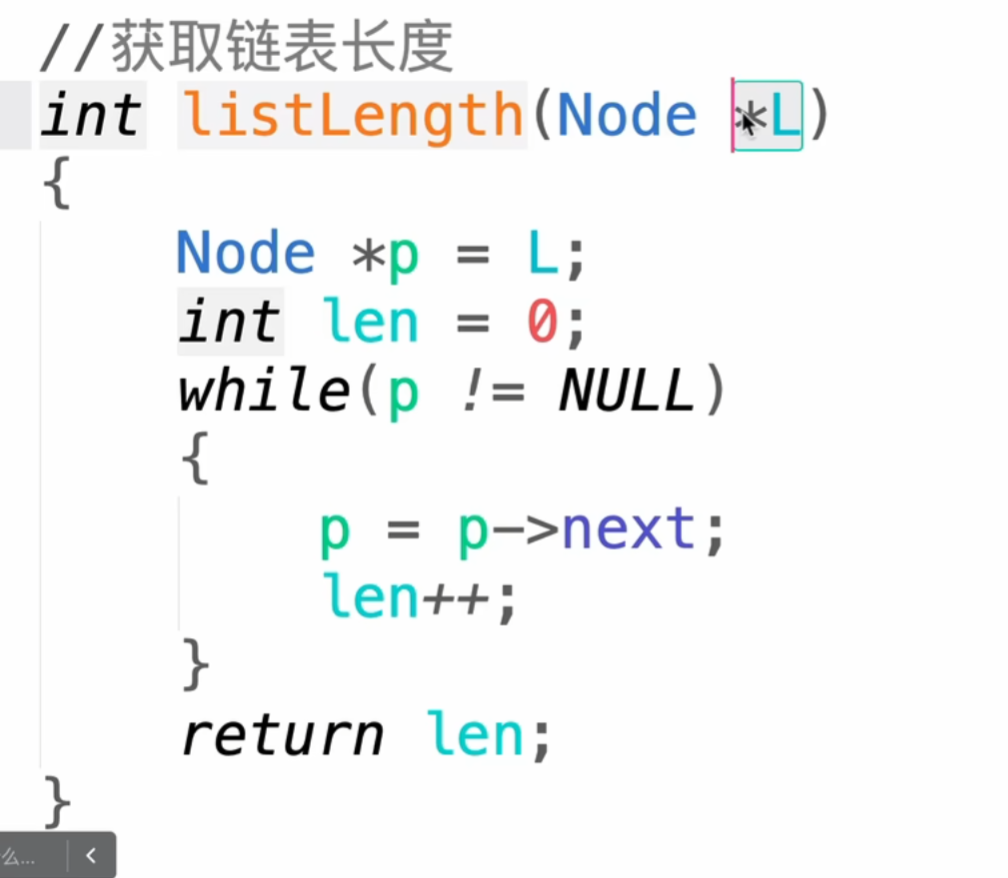 //获取链表长度
int listLength(Node *L)
{
Node *p = L;
int len = 0;
while(p != NULL)
{
p = p->next;
len++;
}
return len;
}
么...